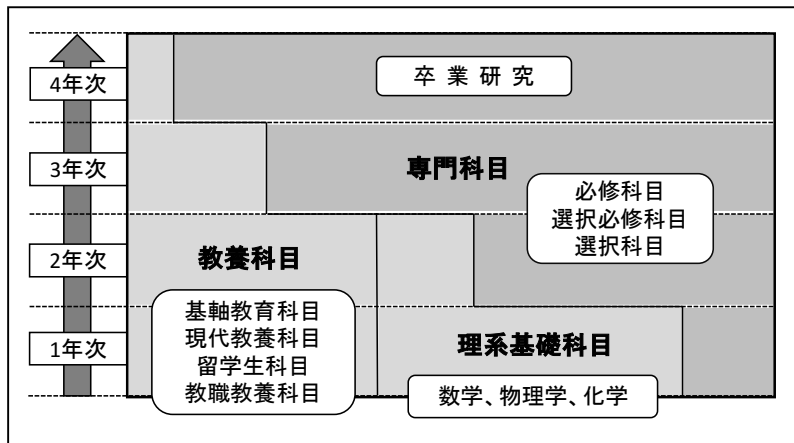 4年次
卒業研究
3年次
専門科目
必修科目
選択必修科目
選択科目
2年次
教養科目
基軸教育科目
現代教養科目
留学生科目
教職教養科目
1年次
理系基礎科目
数学、物理学、化学